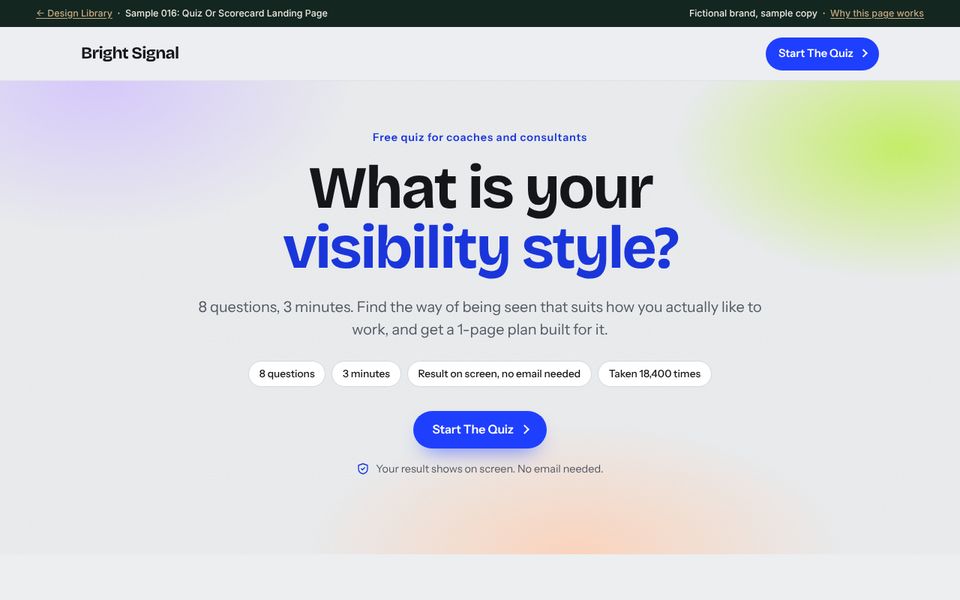 ← Design Library · Sample 016: Quiz Or Scorecard Landing Page
Fictional brand, sample copy · Why this page works
Bright Signal
Start The Quiz
Free quiz for coaches and consultants
What is your
visibility style?
8 questions, 3 minutes. Find the way of being seen that suits how you actually like to
work, and get a 1-page plan built for it.
8 questions
3 minutes
Result on screen, no email needed
Taken 18,400 times
Start The Quiz
Your result shows on screen. No email needed.